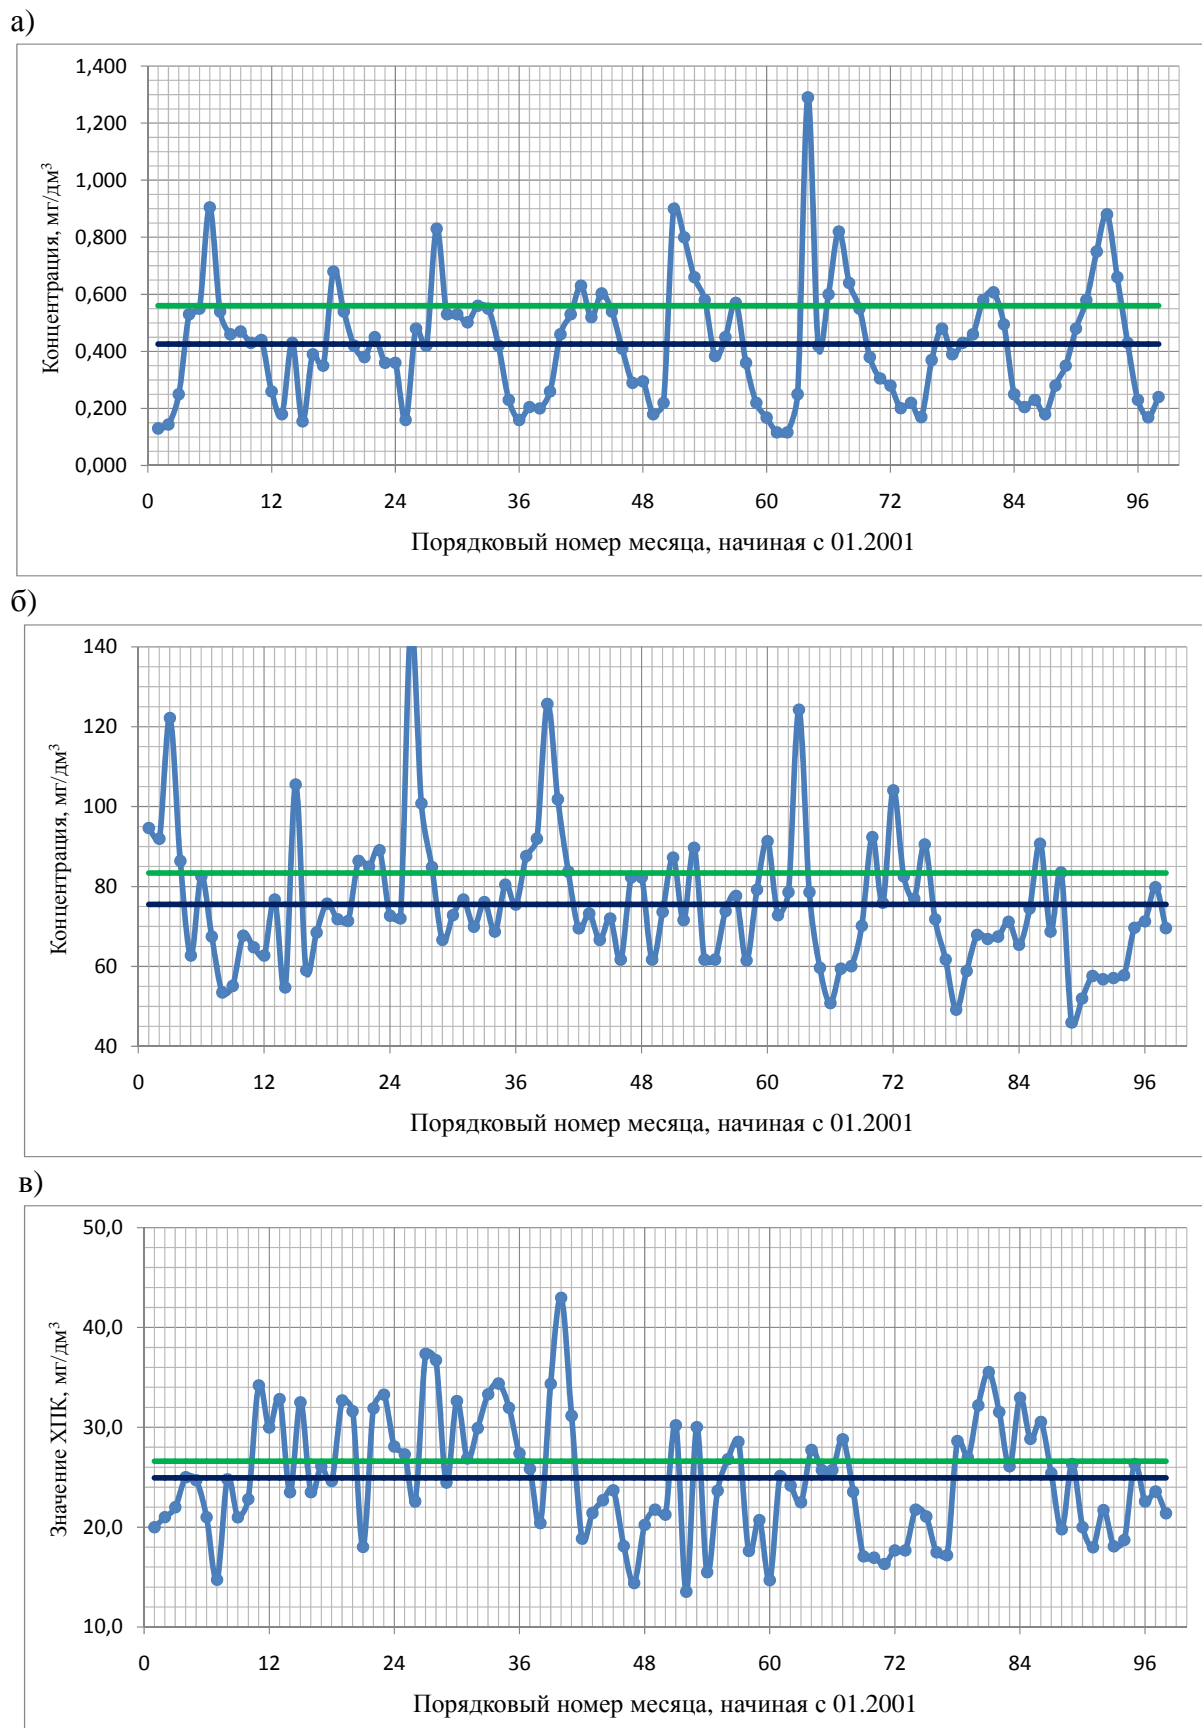 а)
1,400
1,200
1,000
0,800
0,600
0,400
0,200
0,000
Концентрация, мг/дм³
0 12 24 36 48 60 72 84 96
Порядковый номер месяца, начиная с 01.2001
б)
140
120
100
80
60
40
Концентрация, мг/дм³
0 12 24 36 48 60 72 84 96
Порядковый номер месяца, начиная с 01.2001
в)
50,0
40,0
30,0
20,0
10,0
Значение ХПК, мг/дм³
0 12 24 36 48 60 72 84 96
Порядковый номер месяца, начиная с 01.2001